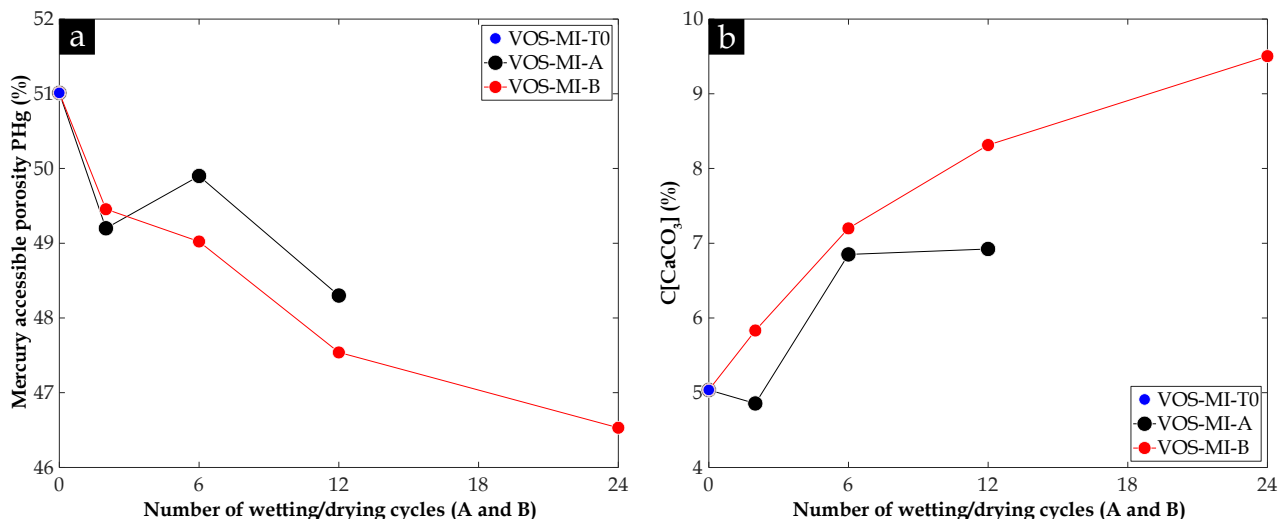 a
VOS-MI-T0
VOS-MI-A
VOS-MI-B
Mercury accessible porosity PHg (%)
52
51
50
49
48
47
46
0 6 12 18 24
Number of wetting/drying cycles (A and B)
b
C[CaCO₃] (%)
10
9
8
7
6
5
4
VOS-MI-T0
VOS-MI-A
VOS-MI-B
0 6 12 18 24
Number of wetting/drying cycles (A and B)